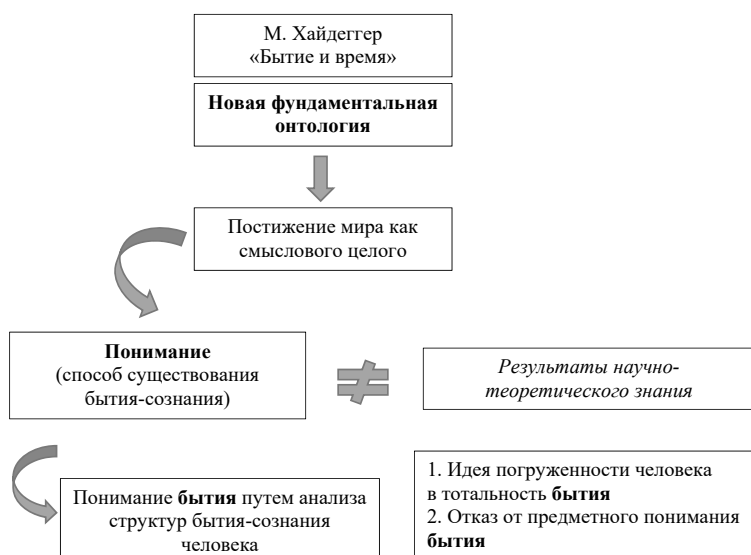 М. Хайдеггер
«Бытие и время»
Новая фундаментальная
онтология
Постижение мира как
смыслового целого
Понимание
(способ существования
бытия-сознания)
Результаты научно-
теоретического знания
Понимание бытия путем анализа
структур бытия-сознания
человека
1. Идея погруженности человека
в тотальность бытия
2. Отказ от предметного понимания
бытия